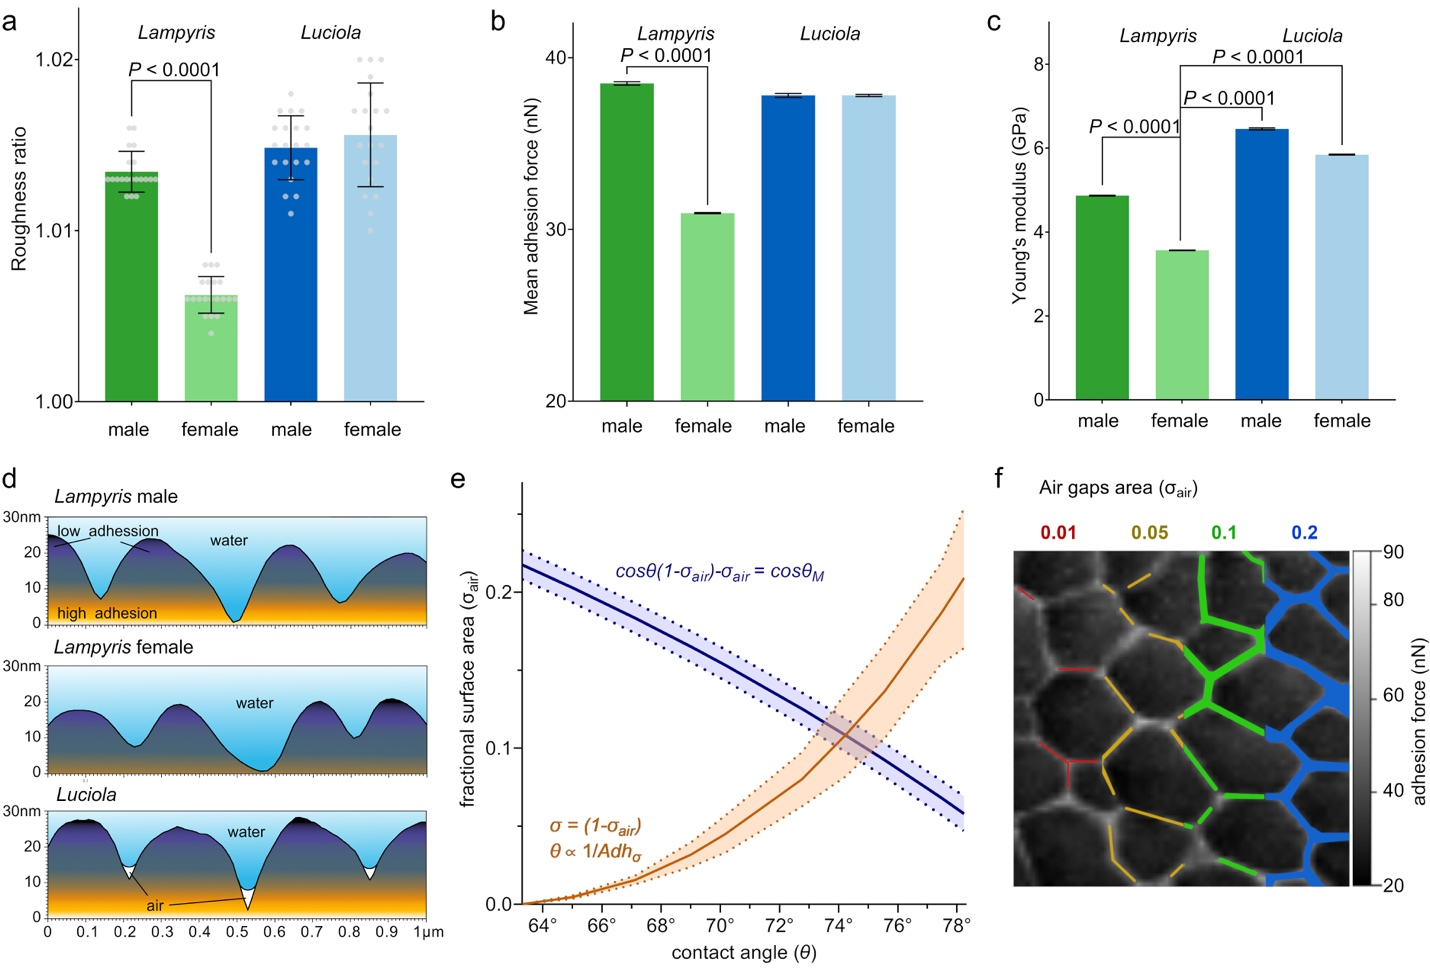 a
Lampyris
Luciola
P < 0.0001
Roughness ratio
1.02
1.01
1.00
male
female
male
female
b
Lampyris
Luciola
P < 0.0001
Mean adhesion force (nN)
40
30
20
male
female
male
female
c
Lampyris
Luciola
P < 0.0001
P < 0.0001
P < 0.0001
Young's modulus (GPa)
8
6
4
2
0
male
female
male
female
d
Lampyris male
30nm
20
10
0
low adhession
water
high adhesion
Lampyris female
30nm
20
10
0
water
Luciola
30nm
20
10
0
water
air
0 0.1 0.2 0.3 0.4 0.5 0.6 0.7 0.8 0.9 1µm
e
fractional surface area (σair)
0.2
0.1
0.0
cosθ(1-σair)-σair = cosθM
σ = (1-σair)
θ ∝ 1/Adhσ
64° 66° 68° 70° 72° 74° 76° 78°
contact angle (θ)
f
Air gaps area (σair)
0.01 0.05 0.1 0.2
90
80
60
40
20
adhesion force (nN)